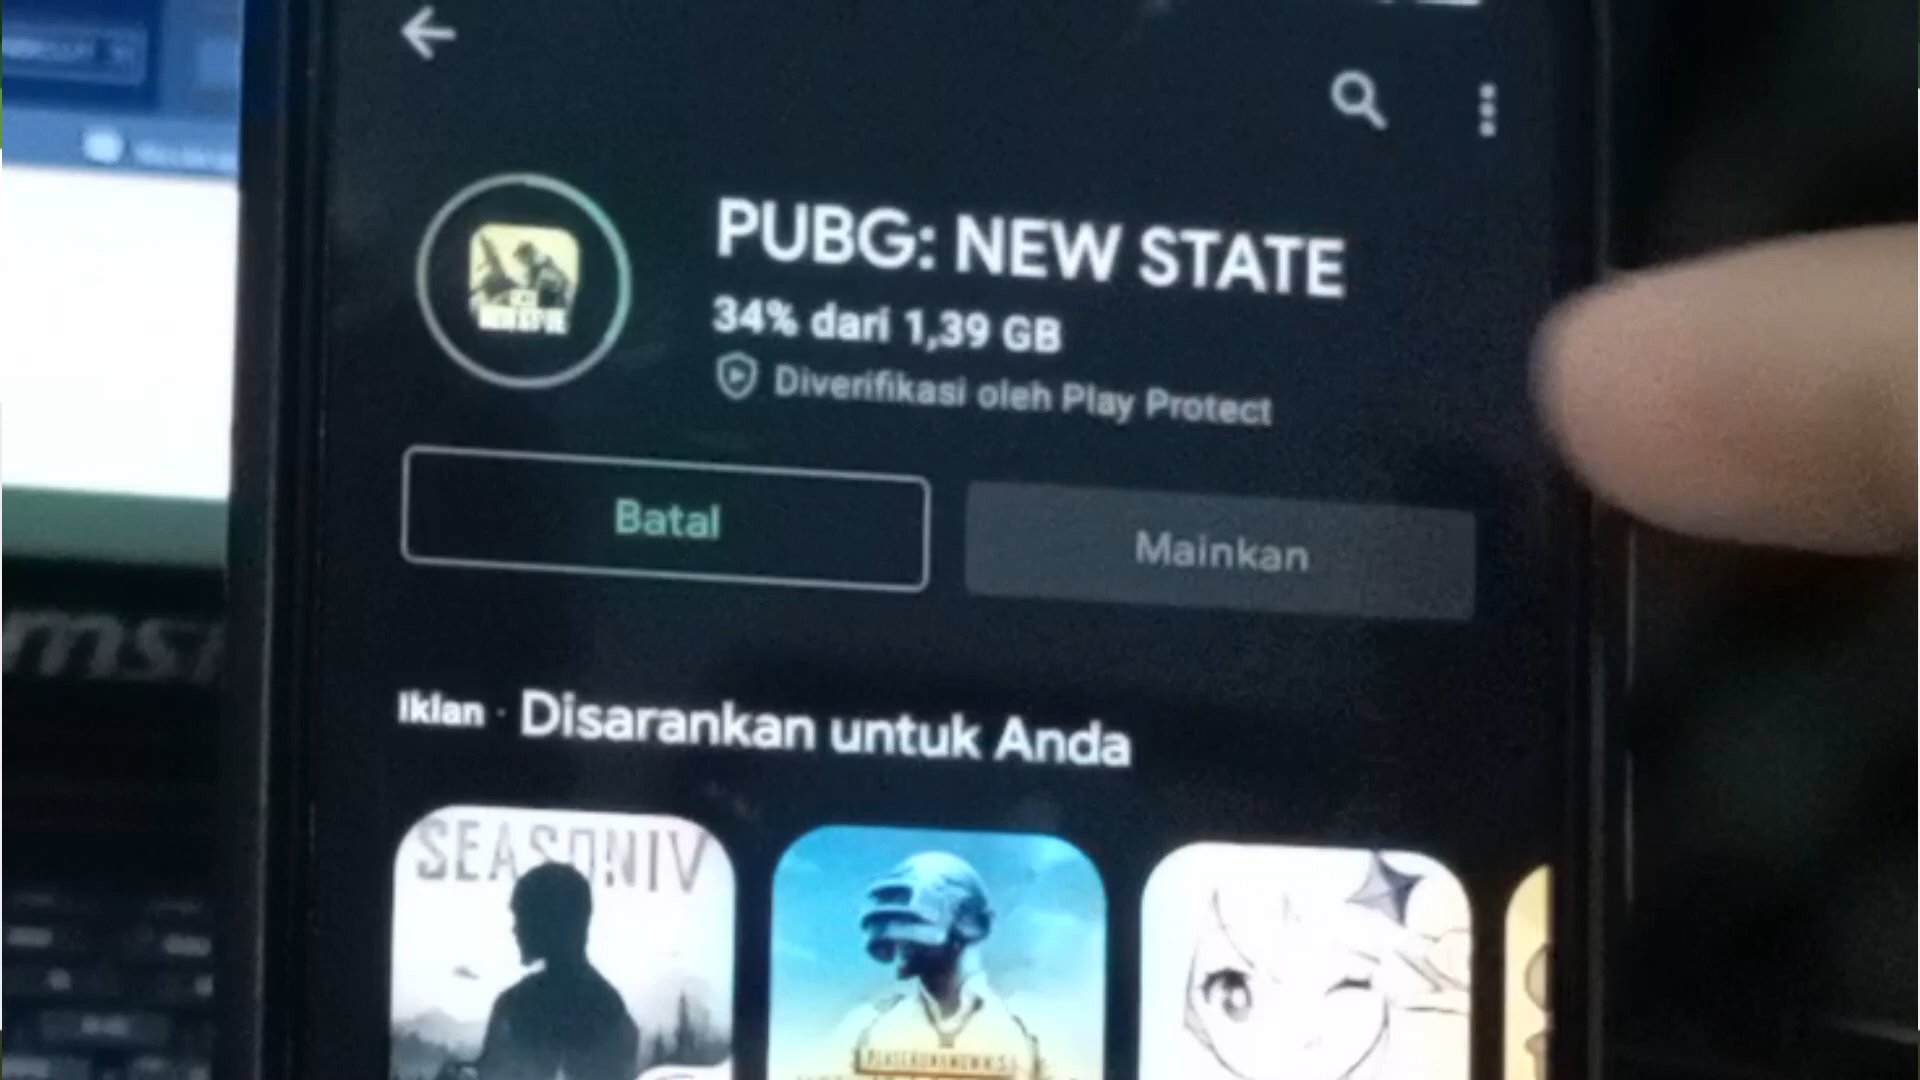 PUBG: NEW STATE
34% dari 1,39 GB
Diverifikasi oleh Play Protect
Batal
Mainkan
Iklan · Disarankan untuk Anda
SEASON IV
msi